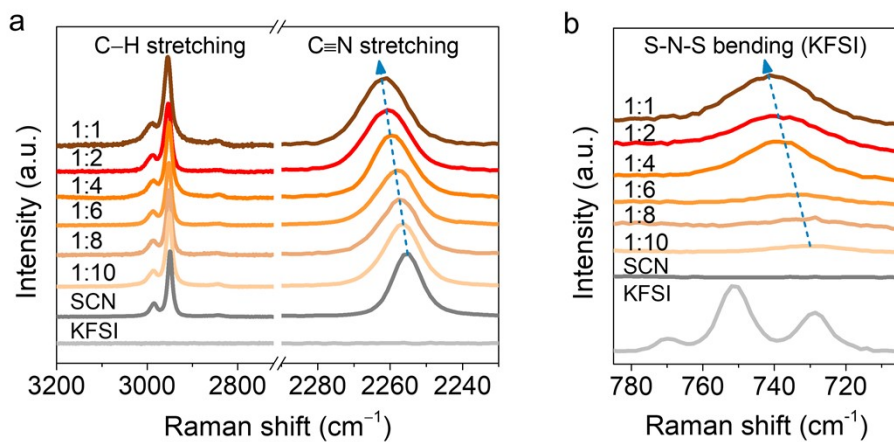 a
C–H stretching
C≡N stretching
1:1
1:2
1:4
1:6
1:8
1:10
SCN
KFSI
Intensity (a.u.)
3200 3000 2800 2280 2260 2240
Raman shift (cm⁻¹)
b
S-N-S bending (KFSI)
1:1
1:2
1:4
1:6
1:8
1:10
SCN
KFSI
Intensity (a.u.)
780 760 740 720
Raman shift (cm⁻¹)